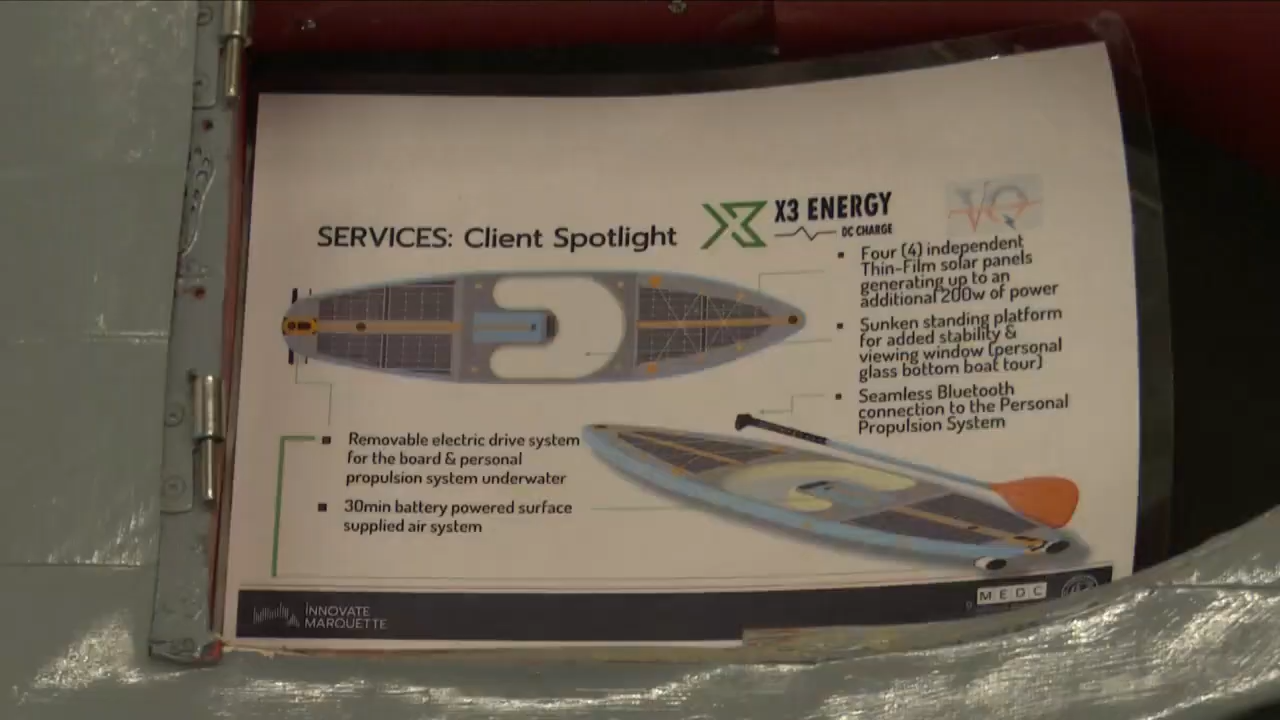 SERVICES: Client Spotlight
X3 ENERGY
DC CHARGE
VQ
▪ Four (4) independent
Thin-Film solar panels
generating up to an
additional 200w of power
▪ Sunken standing platform
for added stability &
viewing window (personal
glass bottom boat tour)
▪ Seamless Bluetooth
connection to the Personal
Propulsion System
▪ Removable electric drive system
for the board & personal
propulsion system underwater
▪ 30min battery powered surface
supplied air system
INNOVATE
MARQUETTE
MEDC